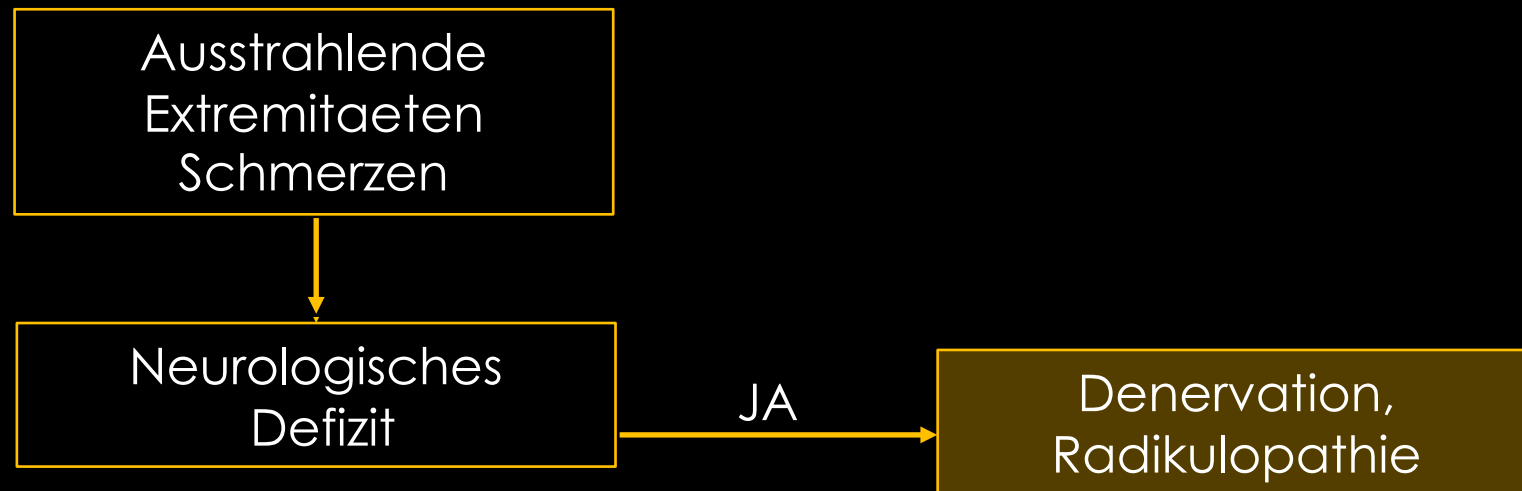 Ausstrahlende
Extremitaeten
Schmerzen
Neurologisches
Defizit
JA
Denervation,
Radikulopathie